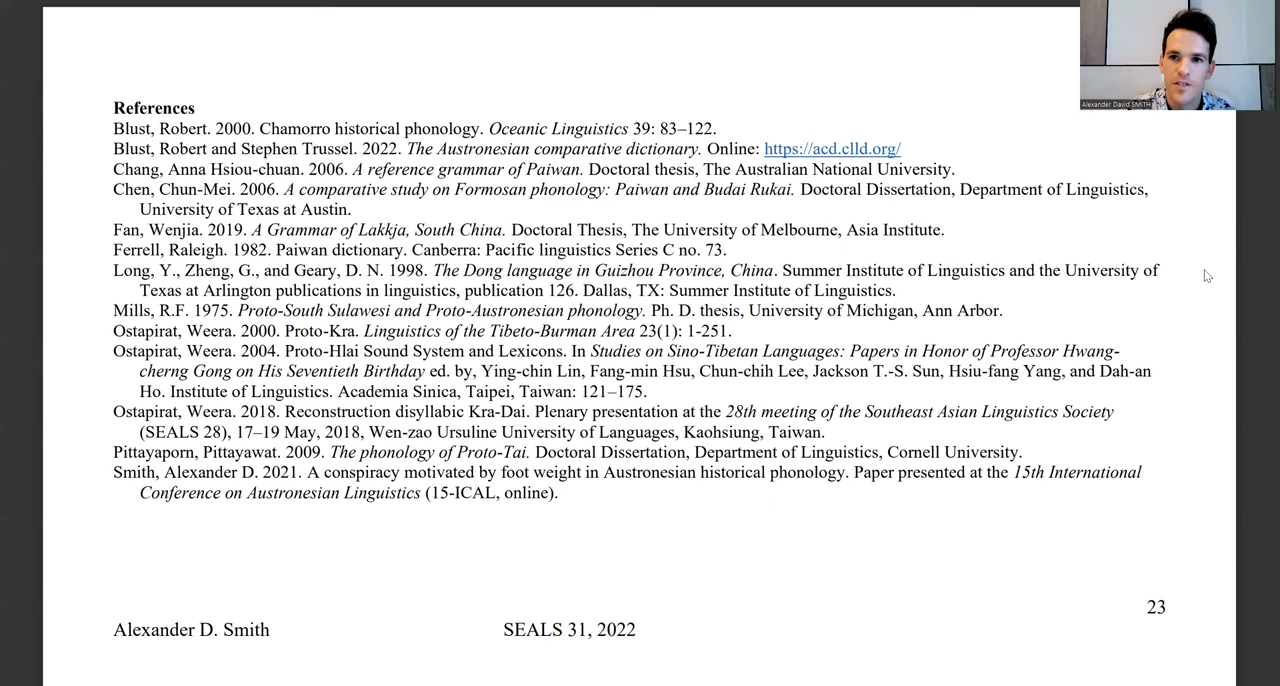 Alexander David SMITH
References
Blust, Robert. 2000. Chamorro historical phonology. Oceanic Linguistics 39: 83–122.
Blust, Robert and Stephen Trussel. 2022. The Austronesian comparative dictionary. Online: https://acd.clld.org/
Chang, Anna Hsiou-chuan. 2006. A reference grammar of Paiwan. Doctoral thesis, The Australian National University.
Chen, Chun-Mei. 2006. A comparative study on Formosan phonology: Paiwan and Budai Rukai. Doctoral Dissertation, Department of Linguistics,
University of Texas at Austin.
Fan, Wenjia. 2019. A Grammar of Lakkja, South China. Doctoral Thesis, The University of Melbourne, Asia Institute.
Ferrell, Raleigh. 1982. Paiwan dictionary. Canberra: Pacific linguistics Series C no. 73.
Long, Y., Zheng, G., and Geary, D. N. 1998. The Dong language in Guizhou Province, China. Summer Institute of Linguistics and the University of
Texas at Arlington publications in linguistics, publication 126. Dallas, TX: Summer Institute of Linguistics.
Mills, R.F. 1975. Proto-South Sulawesi and Proto-Austronesian phonology. Ph. D. thesis, University of Michigan, Ann Arbor.
Ostapirat, Weera. 2000. Proto-Kra. Linguistics of the Tibeto-Burman Area 23(1): 1-251.
Ostapirat, Weera. 2004. Proto-Hlai Sound System and Lexicons. In Studies on Sino-Tibetan Languages: Papers in Honor of Professor Hwang-
cherng Gong on His Seventieth Birthday ed. by, Ying-chin Lin, Fang-min Hsu, Chun-chih Lee, Jackson T.-S. Sun, Hsiu-fang Yang, and Dah-an
Ho. Institute of Linguistics. Academia Sinica, Taipei, Taiwan: 121–175.
Ostapirat, Weera. 2018. Reconstruction disyllabic Kra-Dai. Plenary presentation at the 28th meeting of the Southeast Asian Linguistics Society
(SEALS 28), 17–19 May, 2018, Wen-zao Ursuline University of Languages, Kaohsiung, Taiwan.
Pittayaporn, Pittayawat. 2009. The phonology of Proto-Tai. Doctoral Dissertation, Department of Linguistics, Cornell University.
Smith, Alexander D. 2021. A conspiracy motivated by foot weight in Austronesian historical phonology. Paper presented at the 15th International
Conference on Austronesian Linguistics (15-ICAL, online).
23
Alexander D. Smith SEALS 31, 2022